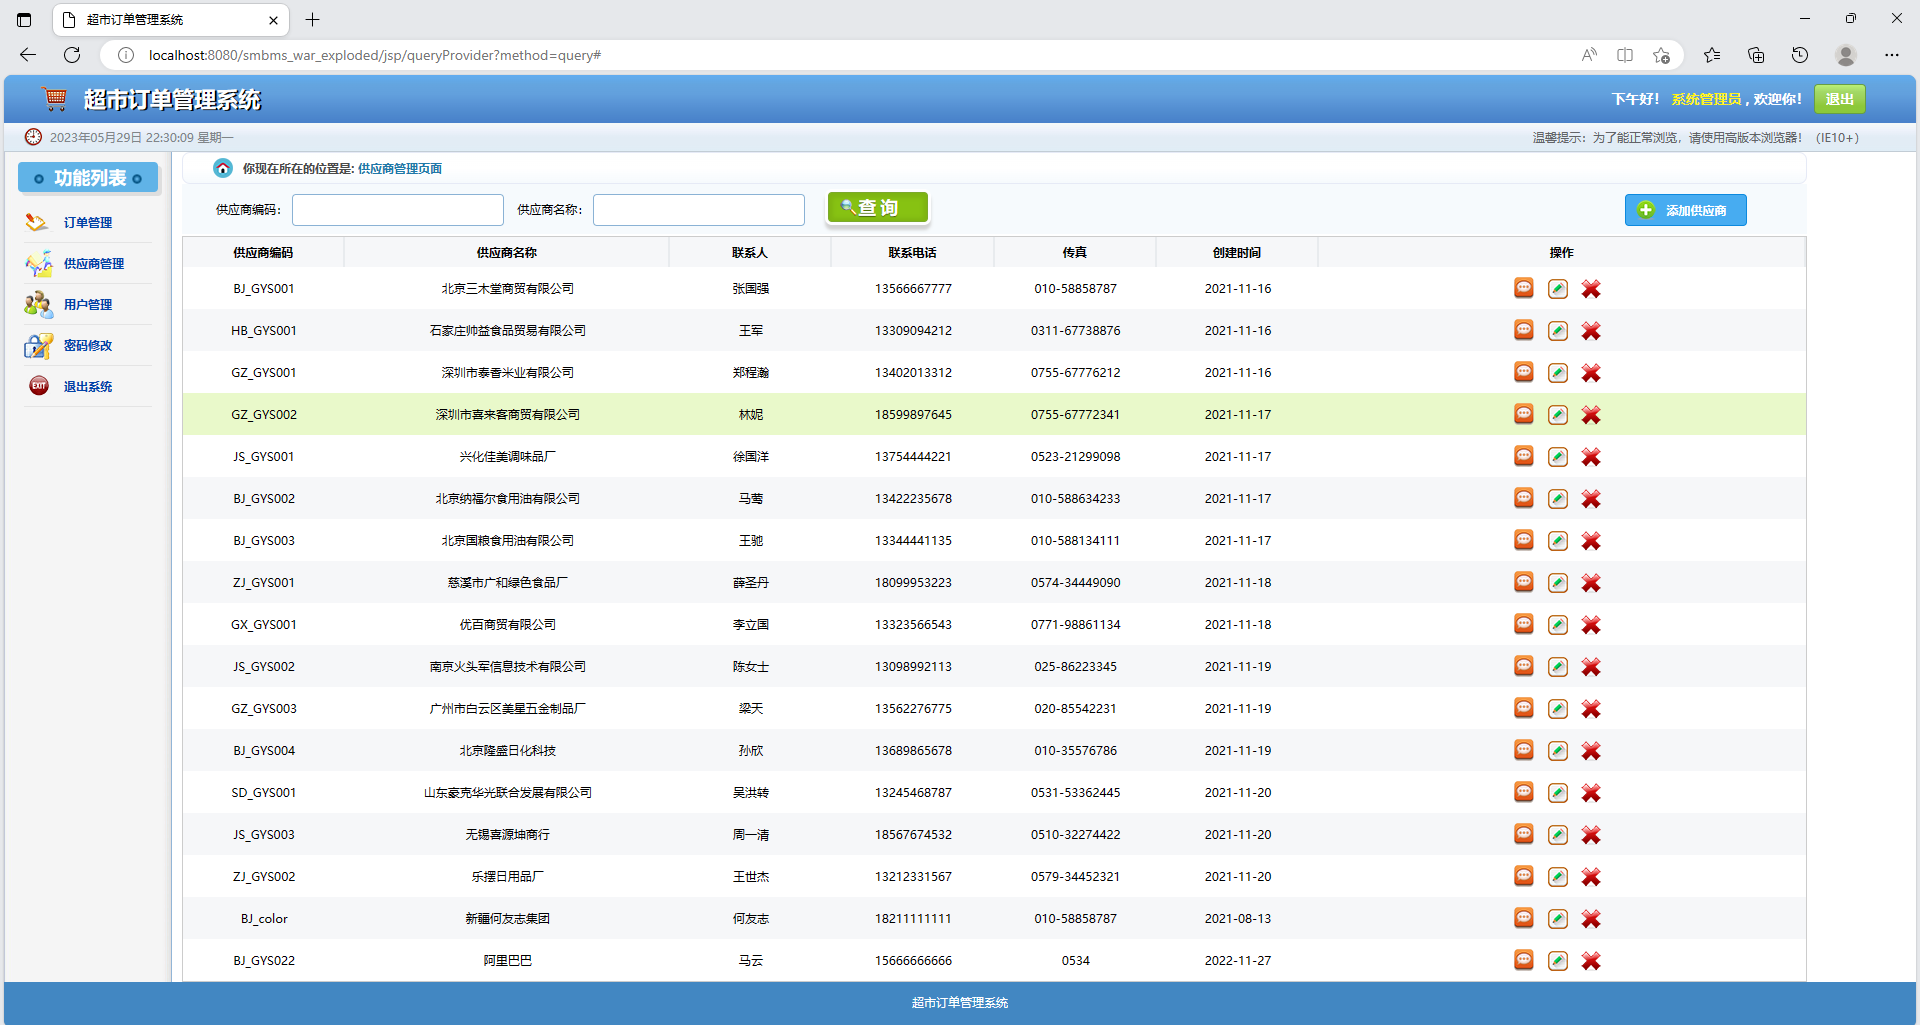 超市订单管理系统
localhost:8080/smbms_war_exploded/jsp/queryProvider?method=query#
超市订单管理系统
下午好! 系统管理员 , 欢迎你! 退出
2023年05月29日 22:30:09 星期一
温馨提示: 为了能正常浏览, 请使用高版本浏览器! (IE10+)
功能列表
订单管理
供应商管理
用户管理
密码修改
EXIT 退出系统
你现在所在的位置是: 供应商管理页面
供应商编码: 供应商名称: 查 询 添加供应商
供应商编码 供应商名称 联系人 联系电话 传真 创建时间 操作
BJ_GYS001 北京三木堂商贸有限公司 张国强 13566667777 010-58858787 2021-11-16
HB_GYS001 石家庄帅益食品贸易有限公司 王军 13309094212 0311-67738876 2021-11-16
GZ_GYS001 深圳市泰香米业有限公司 郑程瀚 13402013312 0755-67776212 2021-11-16
GZ_GYS002 深圳市喜来客商贸有限公司 林妮 18599897645 0755-67772341 2021-11-17
JS_GYS001 兴化佳美调味品厂 徐国洋 13754444221 0523-21299098 2021-11-17
BJ_GYS002 北京纳福尔食用油有限公司 马莺 13422235678 010-588634233 2021-11-17
BJ_GYS003 北京国粮食用油有限公司 王驰 13344441135 010-588134111 2021-11-17
ZJ_GYS001 慈溪市广和绿色食品厂 薛圣丹 18099953223 0574-34449090 2021-11-18
GX_GYS001 优百商贸有限公司 李立国 13323566543 0771-98861134 2021-11-18
JS_GYS002 南京火头军信息技术有限公司 陈女士 13098992113 025-86223345 2021-11-19
GZ_GYS003 广州市白云区美星五金制品厂 梁天 13562276775 020-85542231 2021-11-19
BJ_GYS004 北京隆盛日化科技 孙欣 13689865678 010-35576786 2021-11-19
SD_GYS001 山东豪克华光联合发展有限公司 吴洪转 13245468787 0531-53362445 2021-11-20
JS_GYS003 无锡喜源坤商行 周一清 18567674532 0510-32274422 2021-11-20
ZJ_GYS002 乐摆日用品厂 王世杰 13212331567 0579-34452321 2021-11-20
BJ_color 新疆何友志集团 何友志 18211111111 010-58858787 2021-08-13
BJ_GYS022 阿里巴巴 马云 15666666666 0534 2022-11-27
超市订单管理系统